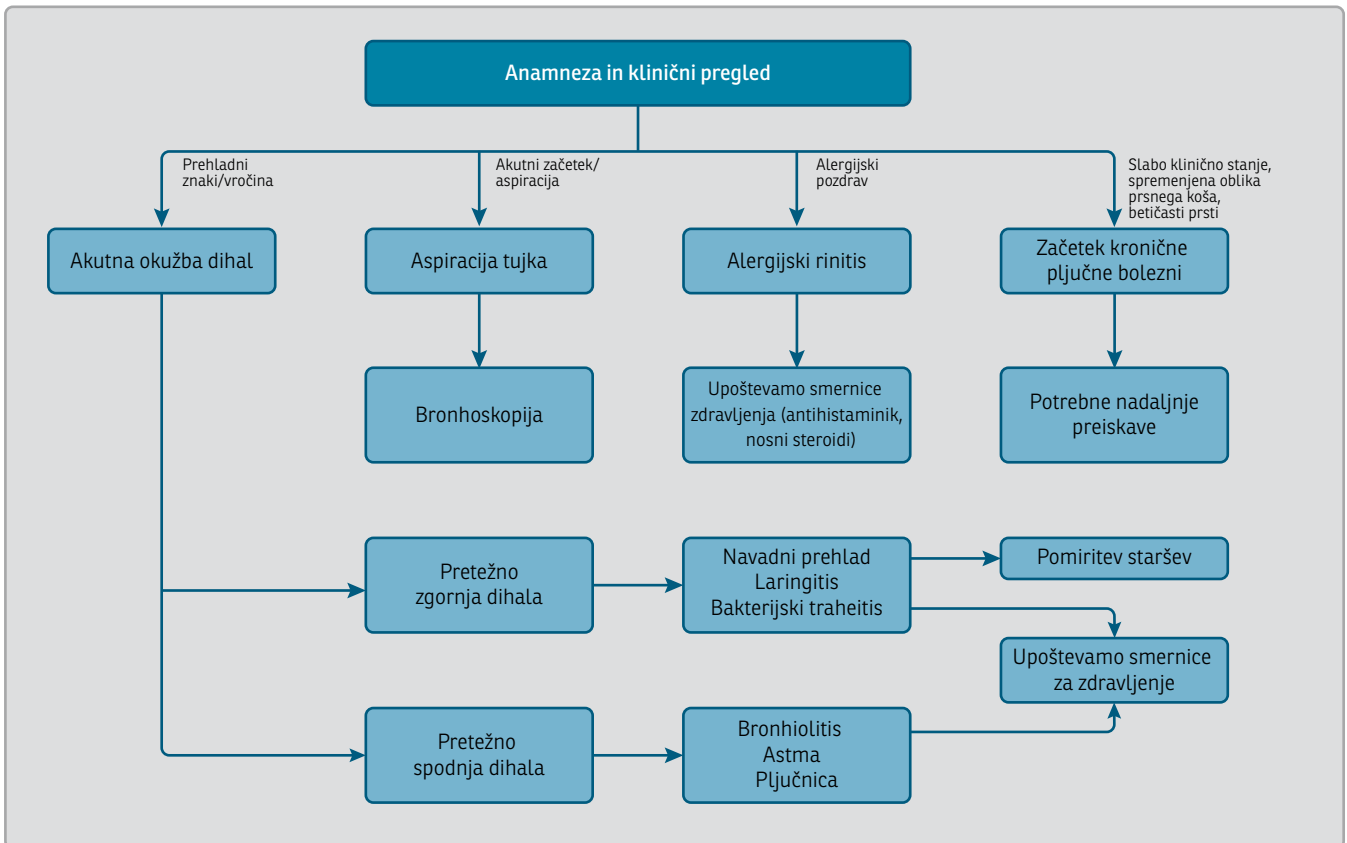 Anamneza in klinični pregled
Prehladni
znaki/vročina
Akutni začetek/
aspiracija
Alergijski
pozdrav
Slabo klinično stanje,
spremenjena oblika
prsnega koša,
betičasti prsti
Akutna okužba dihal
Aspiracija tujka
Alergijski rinitis
Začetek kronične
pljučne bolezni
Bronhoskopija
Upoštevamo smernice
zdravljenja (antihistaminik,
nosni steroidi)
Potrebne nadaljnje
preiskave
Pretežno
zgornja dihala
Navadni prehlad
Laringitis
Bakterijski traheitis
Pomiritev staršev
Upoštevamo smernice
za zdravljenje
Pretežno
spodnja dihala
Bronhiolitis
Astma
Pljučnica